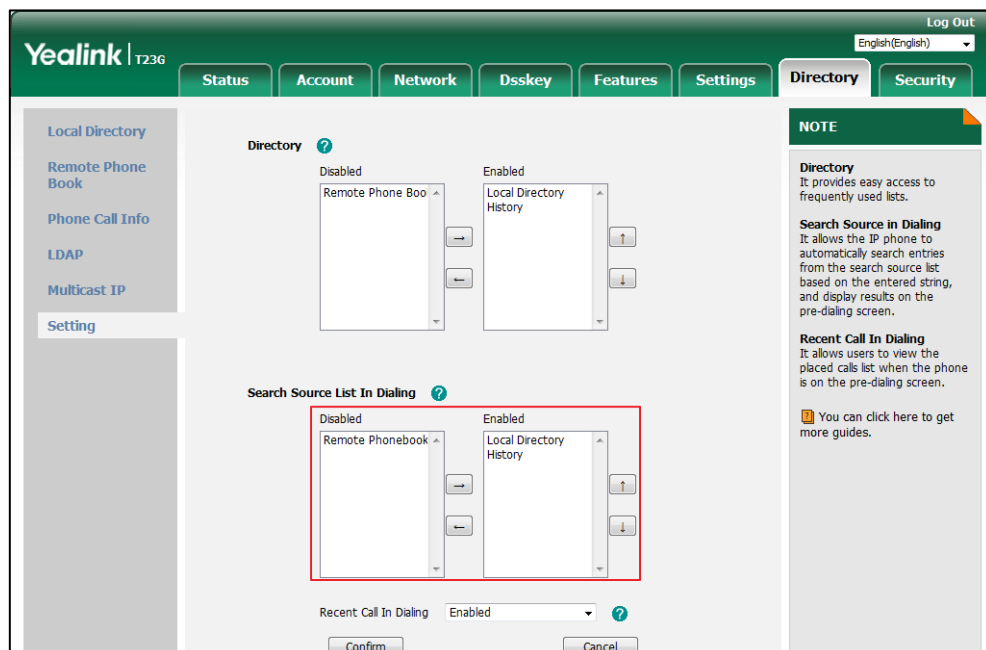 Log Out
English(English)
Yealink T23G
Status Account Network Dsskey Features Settings Directory Security
Local Directory
Remote Phone
Book
Phone Call Info
LDAP
Multicast IP
Setting
Directory ?
Disabled Enabled
Remote Phone Boo Local Directory
History
→ ↑
← ↓
Search Source List In Dialing ?
Disabled Enabled
Remote Phonebook Local Directory
History
→ ↑
← ↓
Recent Call In Dialing Enabled ?
Confirm Cancel
NOTE
Directory
It provides easy access to
frequently used lists.
Search Source in Dialing
It allows the IP phone to
automatically search entries
from the search source list
based on the entered string,
and display results on the
pre-dialing screen.
Recent Call In Dialing
It allows users to view the
placed calls list when the phone
is on the pre-dialing screen.
? You can click here to get
more guides.